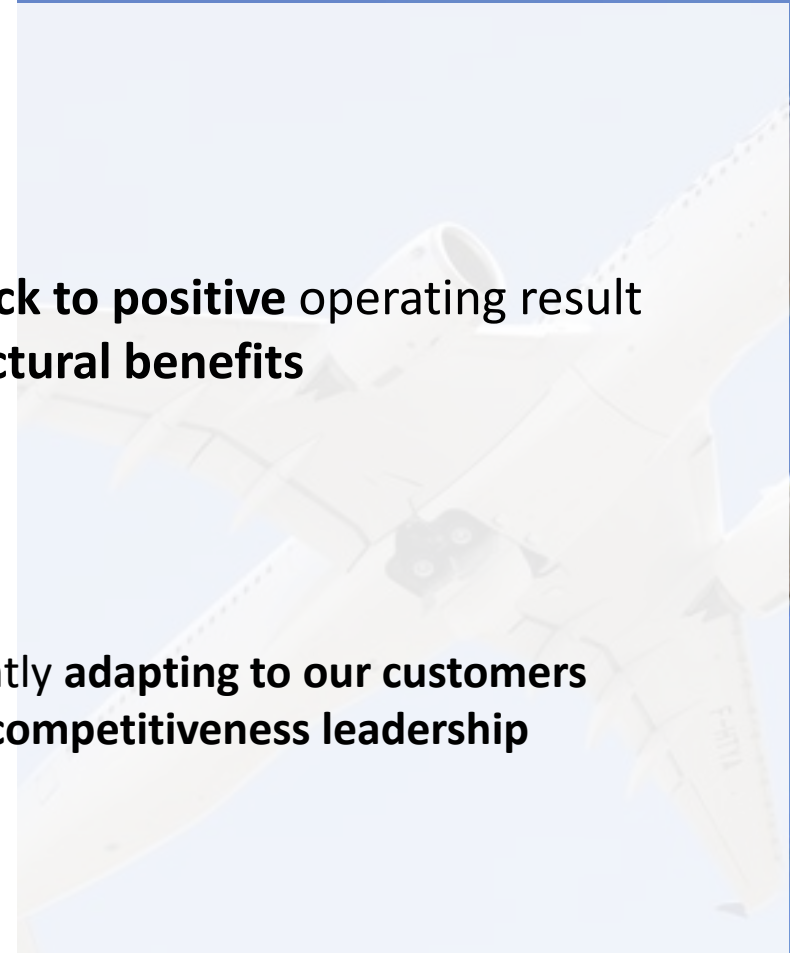 ck to positive operating result
ctural benefits
tly adapting to our customers
competitiveness leadership